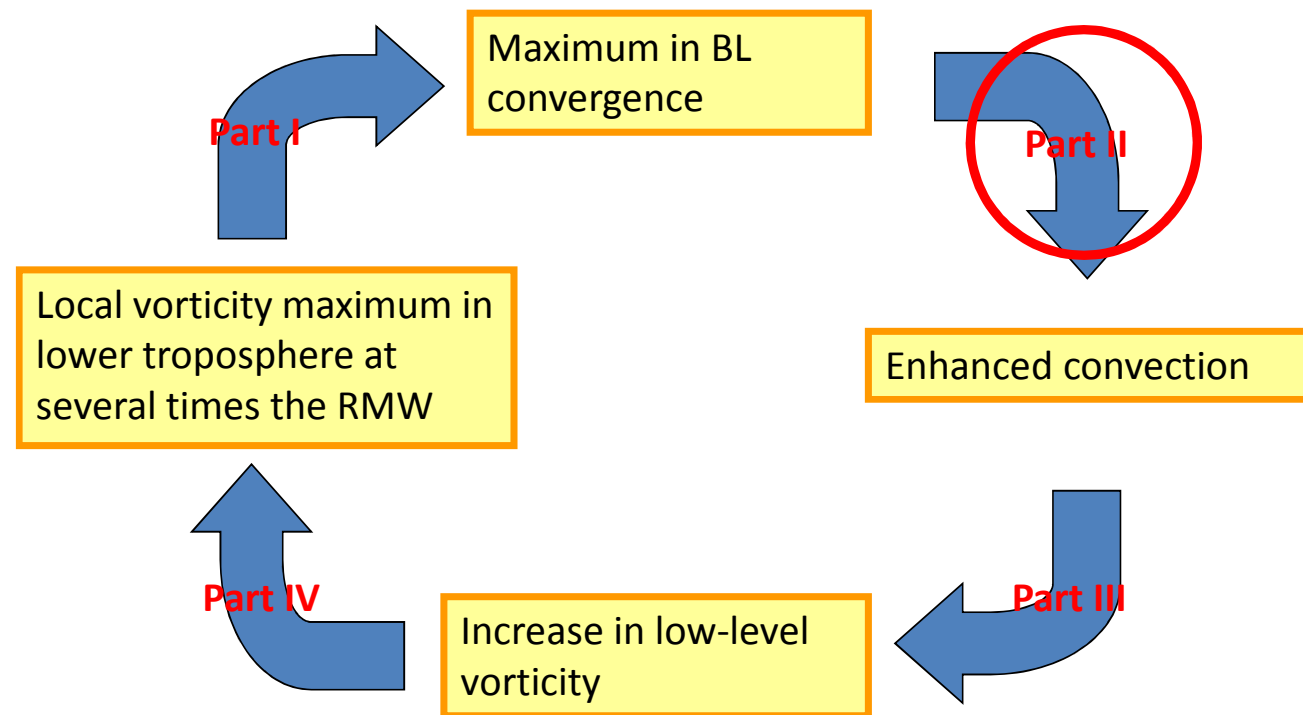 Maximum in BL
convergence
Part I
Part II
Local vorticity maximum in
lower troposphere at
several times the RMW
Enhanced convection
Part IV
Part III
Increase in low-level
vorticity